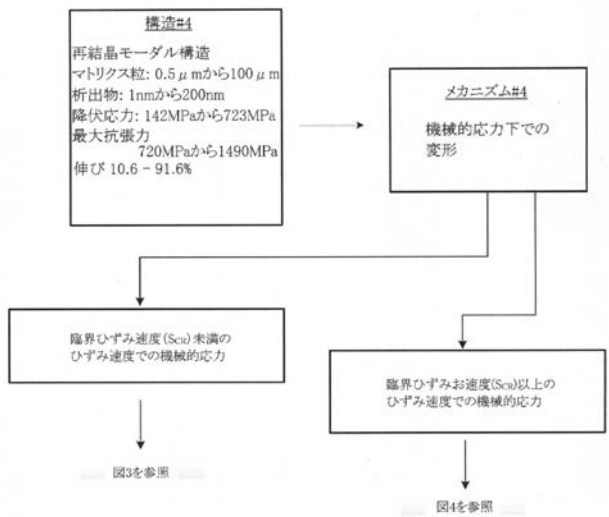 構造#4
再結晶モーダル構造
マトリクス粒: 0.5μmから100μm
析出物: 1nmから200nm
降伏応力: 142MPaから723MPa
最大抗張力
720MPaから1490MPa
伸び 10.6 - 91.6%
メカニズム#4
機械的応力下での
変形
臨界ひずみ速度(SCR)未満の
ひずみ速度での機械的応力
臨界ひずみお速度(SCR)以上の
ひずみ速度での機械的応力
図3を参照
図4を参照